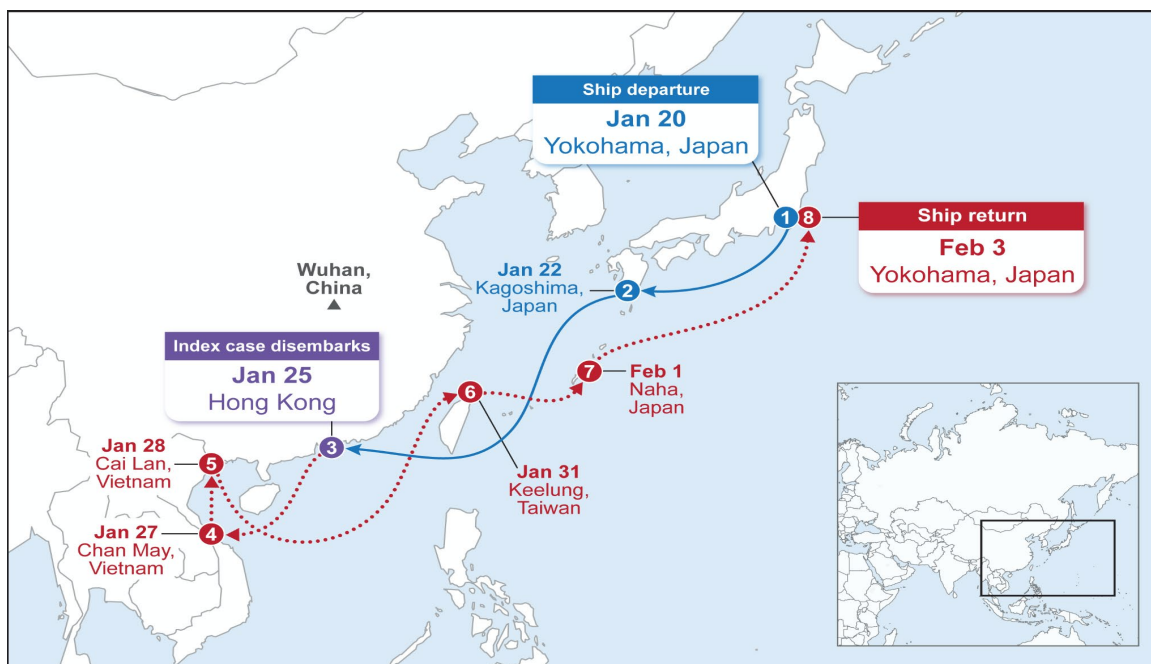 Ship departure
Jan 20
Yokohama, Japan
1
8
Ship return
Feb 3
Yokohama, Japan
Jan 22
Kagoshima,
Japan
2
Wuhan,
China
Index case disembarks
Jan 25
Hong Kong
3
Jan 27
Chan May,
Vietnam
4
Jan 28
Cai Lan,
Vietnam
5
6
Jan 31
Keelung,
Taiwan
7
Feb 1
Naha,
Japan